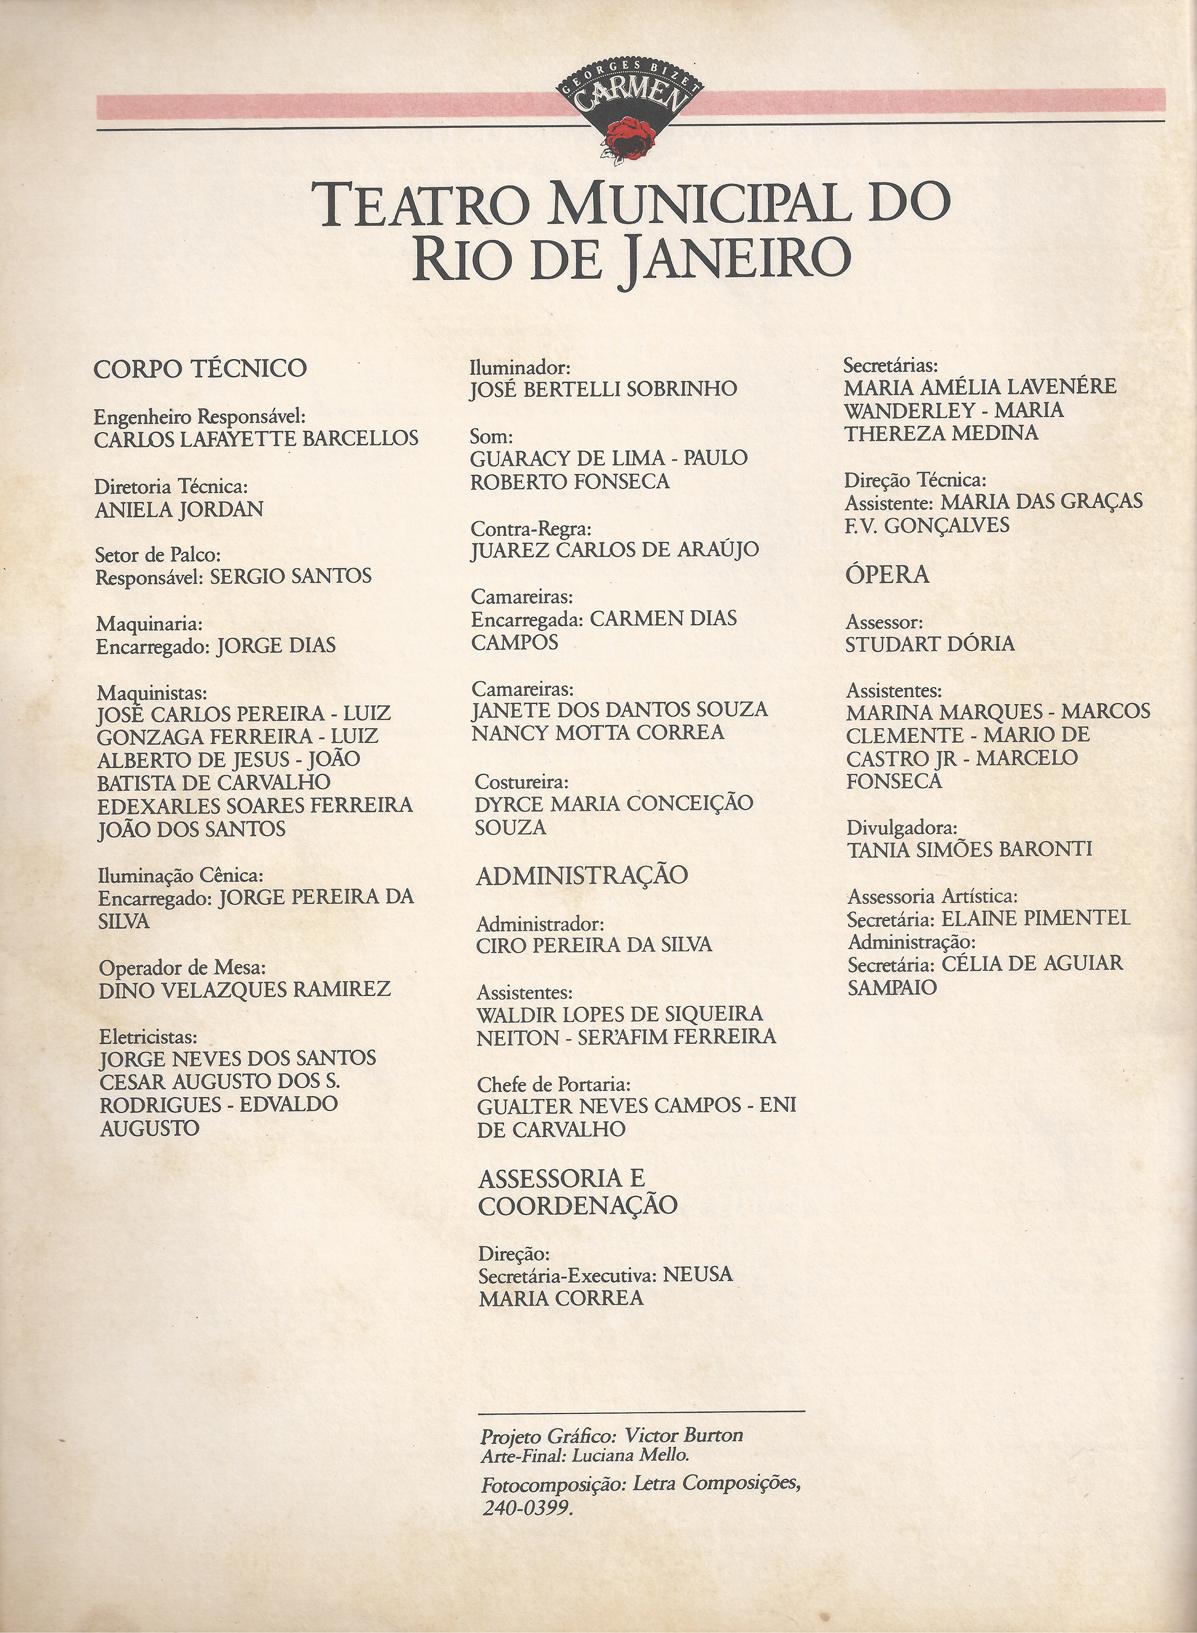 GEORGES BIZET
CARMEN
TEATRO MUNICIPAL DO
RIO DE JANEIRO
CORPO TÉCNICO
Engenheiro Responsável:
CARLOS LAFAYETTE BARCELLOS
Diretoria Técnica:
ANIELA JORDAN
Setor de Palco:
Responsável: SERGIO SANTOS
Maquinaria:
Encarregado: JORGE DIAS
Maquinistas:
JOSÉ CARLOS PEREIRA - LUIZ
GONZAGA FERREIRA - LUIZ
ALBERTO DE JESUS - JOÃO
BATISTA DE CARVALHO
EDEXARLES SOARES FERREIRA
JOÃO DOS SANTOS
Iluminação Cênica:
Encarregado: JORGE PEREIRA DA
SILVA
Operador de Mesa:
DINO VELAZQUES RAMIREZ
Eletricistas:
JORGE NEVES DOS SANTOS
CESAR AUGUSTO DOS S.
RODRIGUES - EDVALDO
AUGUSTO
Iluminador:
JOSÉ BERTELLI SOBRINHO
Som:
GUARACY DE LIMA - PAULO
ROBERTO FONSECA
Contra-Regra:
JUAREZ CARLOS DE ARAÚJO
Camareiras:
Encarregada: CARMEN DIAS
CAMPOS
Camareiras:
JANETE DOS DANTOS SOUZA
NANCY MOTTA CORREA
Costureira:
DYRCE MARIA CONCEIÇÃO
SOUZA
ADMINISTRAÇÃO
Administrador:
CIRO PEREIRA DA SILVA
Assistentes:
WALDIR LOPES DE SIQUEIRA
NEITON - SER'AFIM FERREIRA
Chefe de Portaria:
GUALTER NEVES CAMPOS - ENI
DE CARVALHO
ASSESSORIA E
COORDENAÇÃO
Direção:
Secretária-Executiva: NEUSA
MARIA CORREA
Secretárias:
MARIA AMÉLIA LAVENÉRE
WANDERLEY - MARIA
THEREZA MEDINA
Direção Técnica:
Assistente: MARIA DAS GRAÇAS
F.V. GONÇALVES
ÓPERA
Assessor:
STUDART DÓRIA
Assistentes:
MARINA MARQUES - MARCOS
CLEMENTE - MARIO DE
CASTRO JR - MARCELO
FONSECA
Divulgadora:
TANIA SIMÕES BARONTI
Assessoria Artística:
Secretária: ELAINE PIMENTEL
Administração:
Secretária: CÉLIA DE AGUIAR
SAMPAIO
Projeto Gráfico: Victor Burton
Arte-Final: Luciana Mello.
Fotocomposição: Letra Composições,
240-0399.